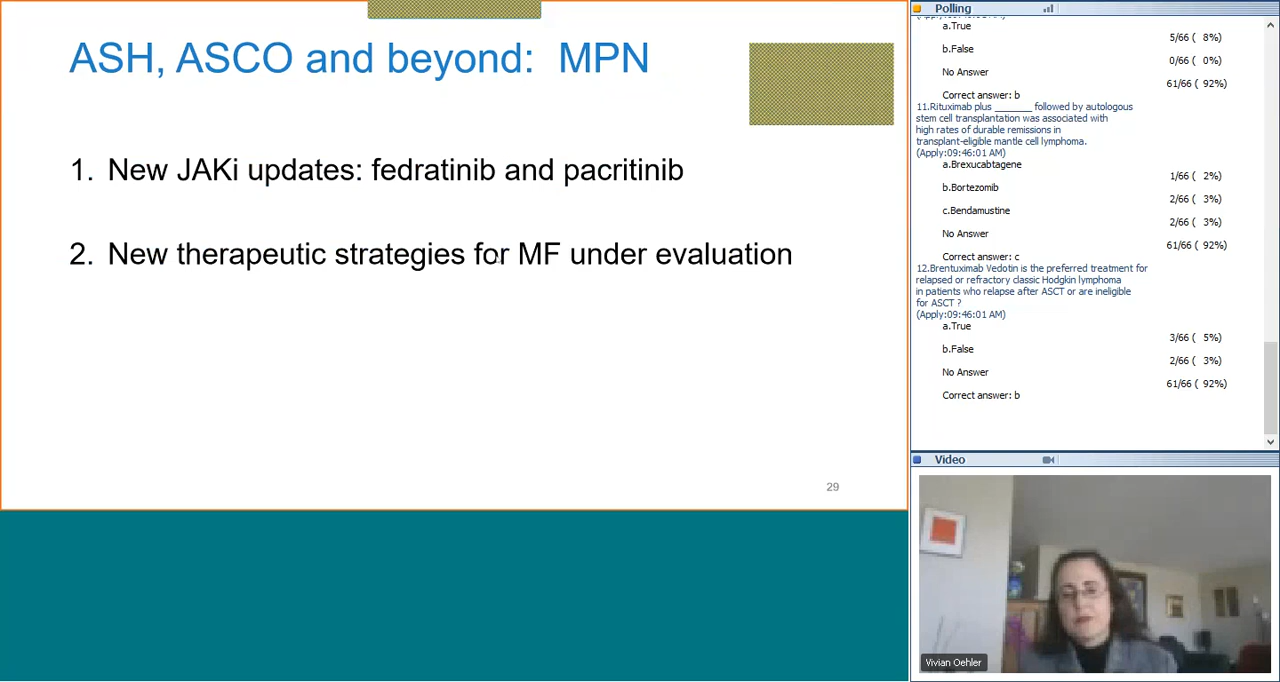 ASH, ASCO and beyond: MPN
1. New JAKi updates: fedratinib and pacritinib
2. New therapeutic strategies for MF under evaluation
29
Polling
a.True
5/66 ( 8%)
b.False
0/66 ( 0%)
No Answer
61/66 ( 92%)
Correct answer: b
11.Rituximab plus _______ followed by autologous
stem cell transplantation was associated with
high rates of durable remissions in
transplant-eligible mantle cell lymphoma.
(Apply:09:46:01 AM)
a.Brexucabtagene
1/66 ( 2%)
b.Bortezomib
2/66 ( 3%)
c.Bendamustine
2/66 ( 3%)
No Answer
61/66 ( 92%)
Correct answer: c
12.Brentuximab Vedotin is the preferred treatment for
relapsed or refractory classic Hodgkin lymphoma
in patients who relapse after ASCT or are ineligible
for ASCT ?
(Apply:09:46:01 AM)
a.True
3/66 ( 5%)
b.False
2/66 ( 3%)
No Answer
61/66 ( 92%)
Correct answer: b
Video
Vivian Oehler